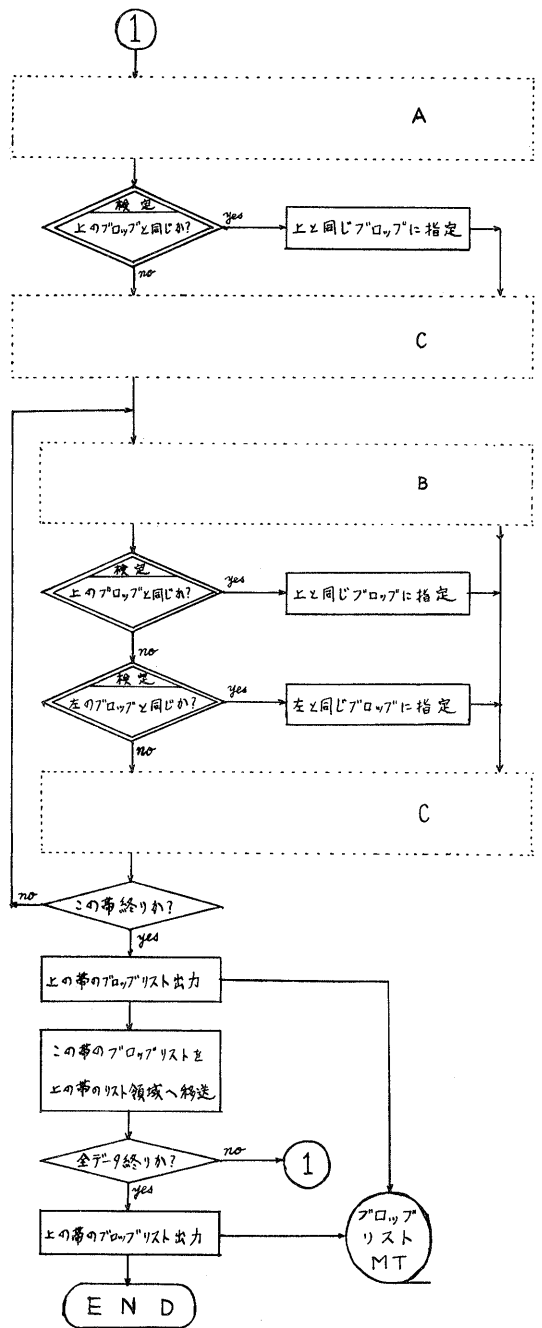 1
A
検定
上のブロッブと同じか?
yes
上と同じブロッブに指定
no
C
B
検定
上のブロッブと同じか?
yes
上と同じブロッブに指定
no
検定
左のブロッブと同じか?
yes
左と同じブロッブに指定
no
C
no
この帯終りか?
yes
上の帯のブロッブリスト出力
この帯のブロッブリストを
上の帯のリスト領域へ移送
全データ終りか?
no
1
yes
上の帯のブロッブリスト出力
ブロッブ
リスト
MT
END